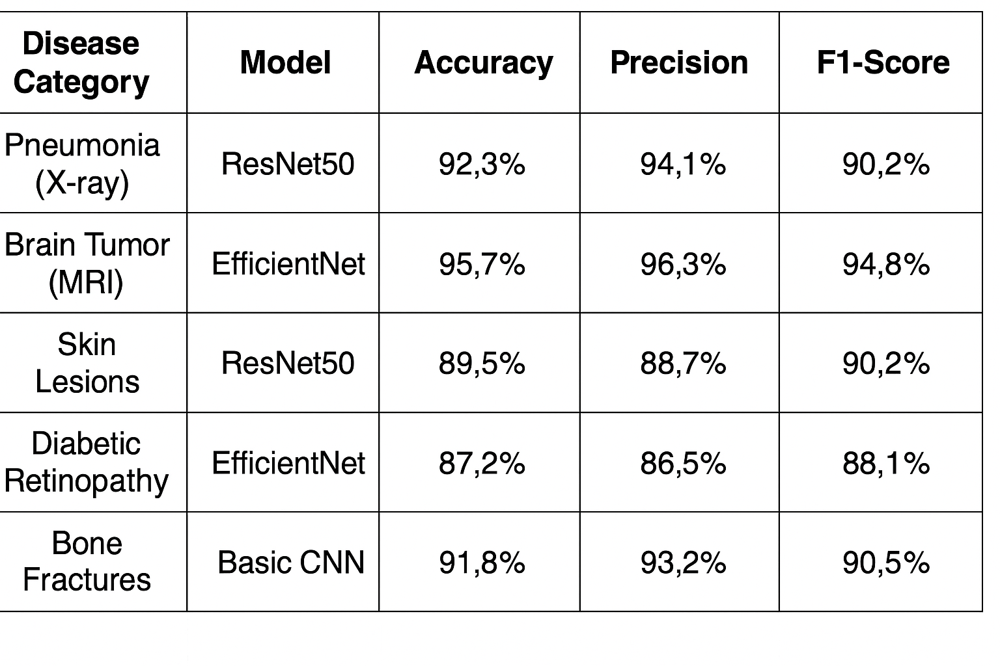 Disease
Category
Model
Accuracy
Precision
F1-Score
Pneumonia
(X-ray)
ResNet50
92,3%
94,1%
90,2%
Brain Tumor
(MRI)
EfficientNet
95,7%
96,3%
94,8%
Skin
Lesions
ResNet50
89,5%
88,7%
90,2%
Diabetic
Retinopathy
EfficientNet
87,2%
86,5%
88,1%
Bone
Fractures
Basic CNN
91,8%
93,2%
90,5%